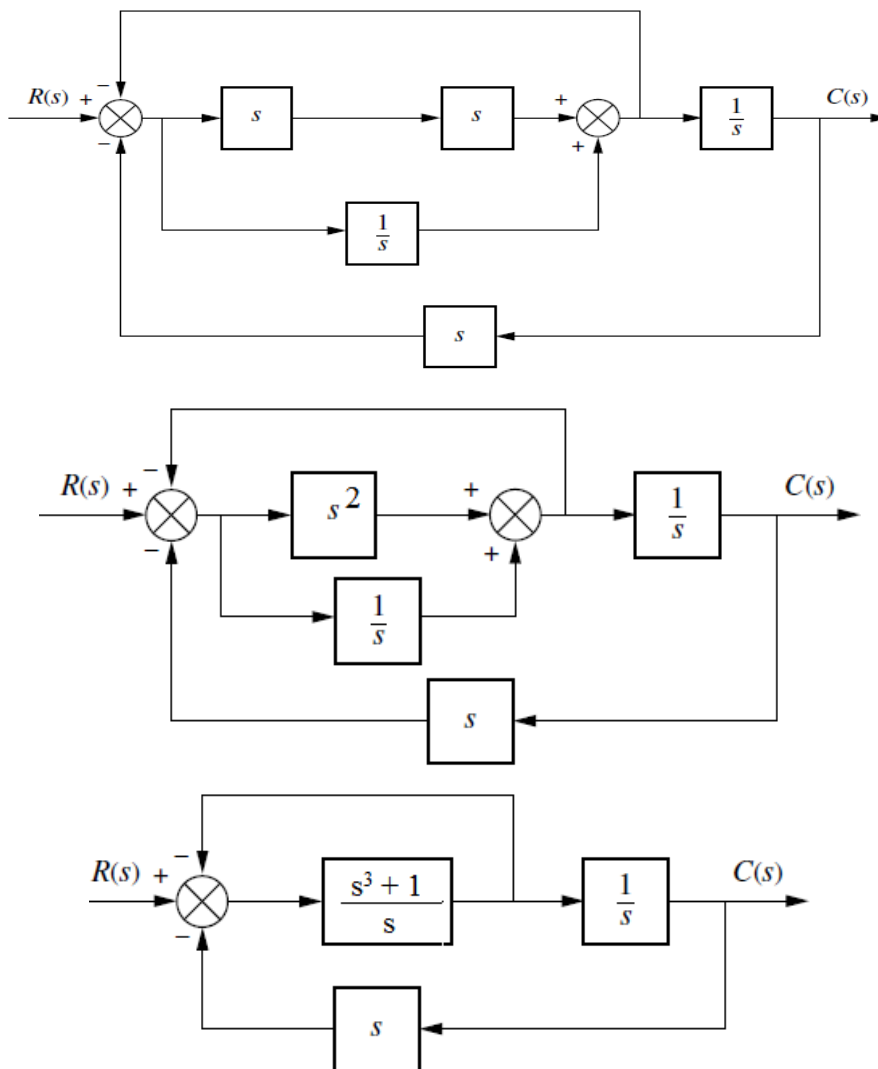 R(s) + −
−
s
s
+
+
1/s
C(s)
1/s
s
R(s) + −
−
s²
+
+
1/s
C(s)
1/s
s
R(s) + −
−
s³ + 1
s
1/s
C(s)
s